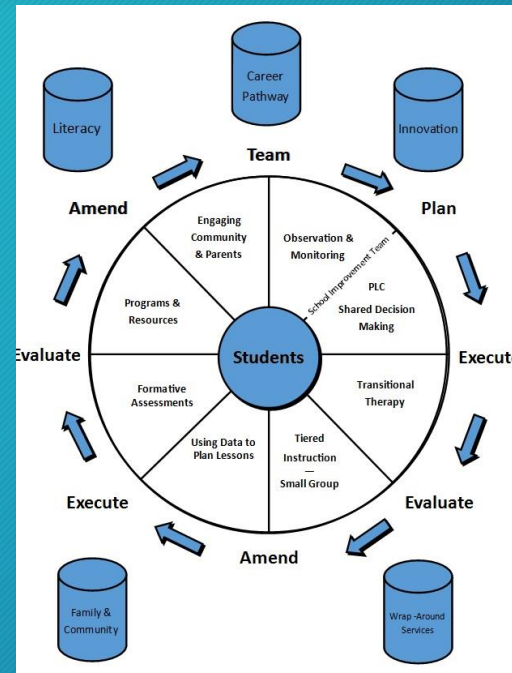 Career
Pathway
Literacy
Innovation
Team
Amend
Plan
Engaging
Community
& Parents
Observation &
Monitoring
School Improvement Team
PLC
Shared Decision
Making
Programs &
Resources
Students
Evaluate
Execute
Formative
Assessments
Transitional
Therapy
Using Data to
Plan Lessons
Tiered
Instruction
—
Small Group
Execute
Evaluate
Amend
Family &
Community
Wrap -Around
Services